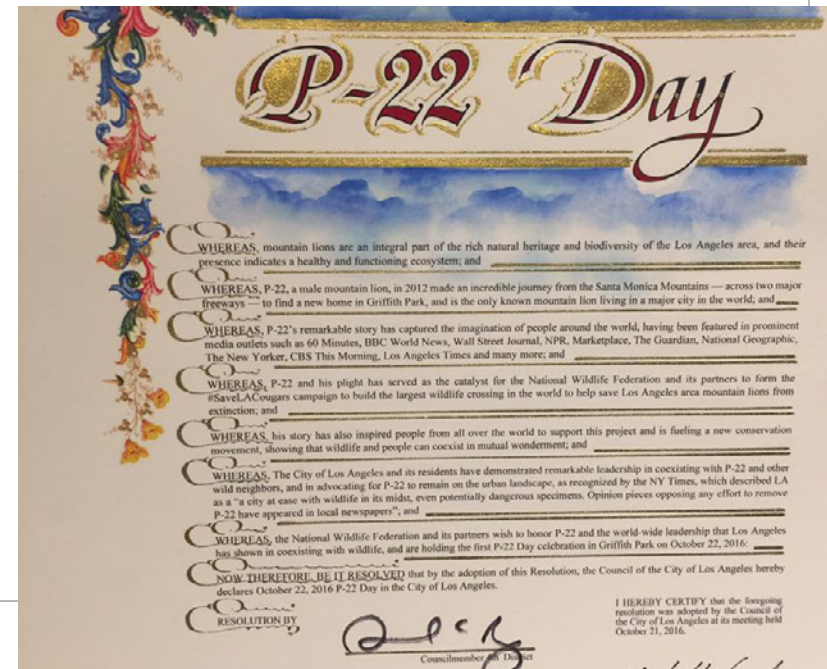 P-22 Day
WHEREAS, mountain lions are an integral part of the rich natural heritage and biodiversity of the Los Angeles area, and their
presence indicates a healthy and functioning ecosystem; and
WHEREAS, P-22, a male mountain lion, in 2012 made an incredible journey from the Santa Monica Mountains — across two major
freeways — to find a new home in Griffith Park, and is the only known mountain lion living in a major city in the world; and
WHEREAS, P-22's remarkable story has captured the imagination of people around the world, having been featured in prominent
media outlets such as 60 Minutes, BBC World News, Wall Street Journal, NPR, Marketplace, The Guardian, National Geographic,
The New Yorker, CBS This Morning, Los Angeles Times and many more; and
WHEREAS, P-22 and his plight has served as the catalyst for the National Wildlife Federation and its partners to form the
#SaveLACougars campaign to build the largest wildlife crossing in the world to help save Los Angeles area mountain lions from
extinction; and
WHEREAS, his story has also inspired people from all over the world to support this project and is fueling a new conservation
movement, showing that wildlife and people can coexist in mutual wonderment; and
WHEREAS, The City of Los Angeles and its residents have demonstrated remarkable leadership in coexisting with P-22 and other
wild neighbors, and in advocating for P-22 to remain on the urban landscape, as recognized by the NY Times, which described LA
as a "a city at ease with wildlife in its midst, even potentially dangerous specimens. Opinion pieces opposing any effort to remove
P-22 have appeared in local newspapers"; and
WHEREAS, the National Wildlife Federation and its partners wish to honor P-22 and the world-wide leadership that Los Angeles
has shown in coexisting with wildlife, and are holding the first P-22 Day celebration in Griffith Park on October 22, 2016:
NOW THEREFORE, BE IT RESOLVED that by the adoption of this Resolution, the Council of the City of Los Angeles hereby
declares October 22, 2016 P-22 Day in the City of Los Angeles.
RESOLUTION BY
Councilmember 4th District
I HEREBY CERTIFY that the foregoing
resolution was adopted by the Council of
the City of Los Angeles at its meeting held
October 21, 2016.